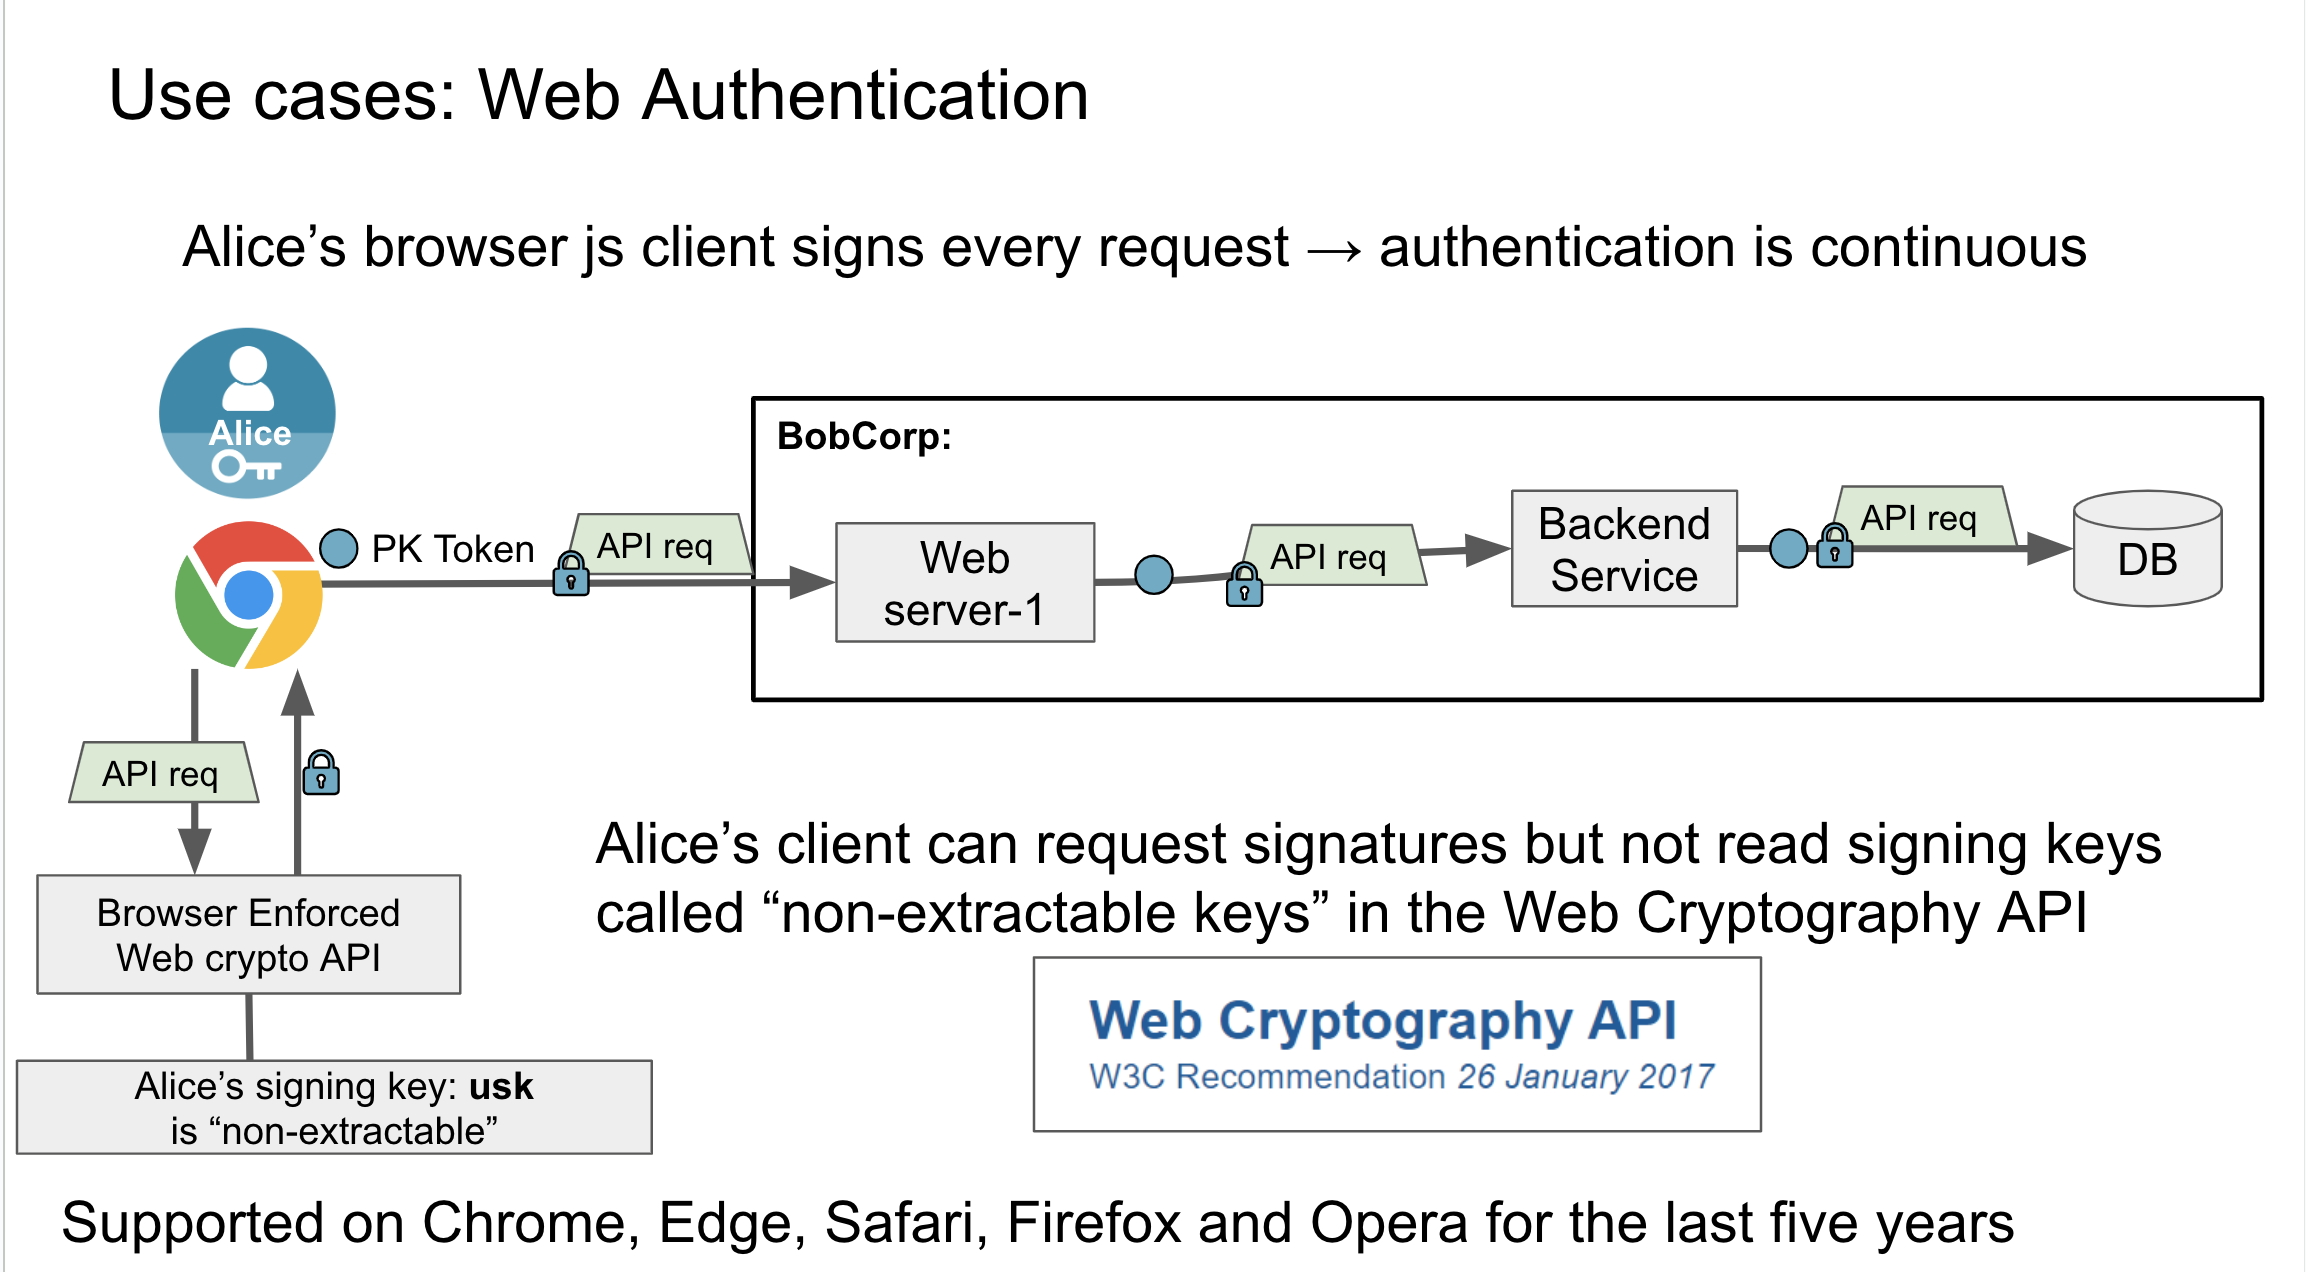 Use cases: Web Authentication
Alice’s browser js client signs every request → authentication is continuous
Alice
BobCorp:
PK Token
API req
Web
server-1
API req
Backend
Service
API req
DB
API req
Browser Enforced
Web crypto API
Alice’s signing key: usk
is “non-extractable”
Alice’s client can request signatures but not read signing keys
called “non-extractable keys” in the Web Cryptography API
Web Cryptography API
W3C Recommendation 26 January 2017
Supported on Chrome, Edge, Safari, Firefox and Opera for the last five years